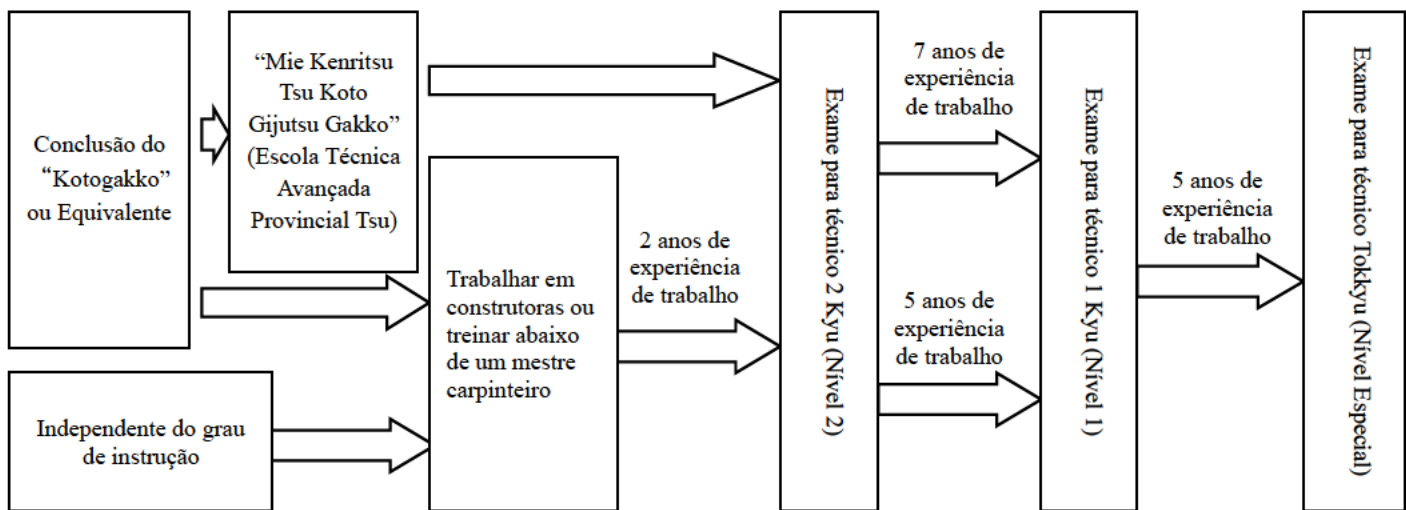 Conclusão do
“Kotogakko”
ou Equivalente
“Mie Kenritsu
Tsu Koto
Gijutsu Gakko”
(Escola Técnica
Avançada
Provincial Tsu)
Independente do grau
de instrução
Trabalhar em
construtoras ou
treinar abaixo
de um mestre
carpinteiro
2 anos de
experiência
de trabalho
Exame para técnico 2 Kyu (Nível 2)
7 anos de
experiência
de trabalho
5 anos de
experiência
de trabalho
Exame para técnico 1 Kyu (Nível 1)
5 anos de
experiência
de trabalho
Exame para técnico Tokkyu (Nível Especial)